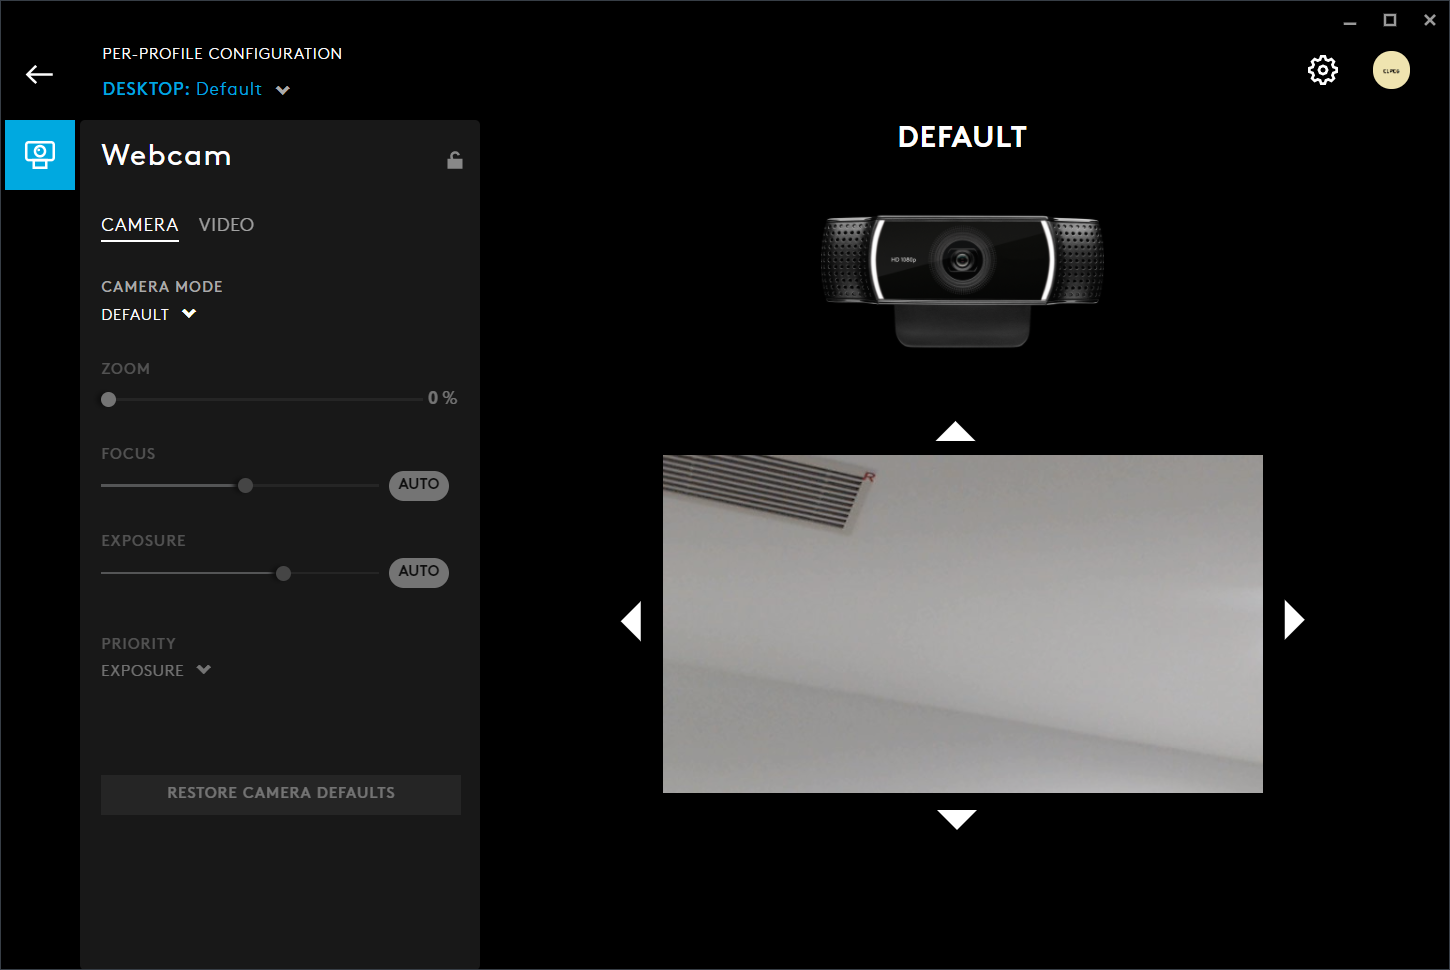 PER-PROFILE CONFIGURATION
DESKTOP: Default
Webcam
CAMERA VIDEO
CAMERA MODE
DEFAULT
ZOOM
0 %
FOCUS
AUTO
EXPOSURE
AUTO
PRIORITY
EXPOSURE
RESTORE CAMERA DEFAULTS
DEFAULT
HD 1080p
R